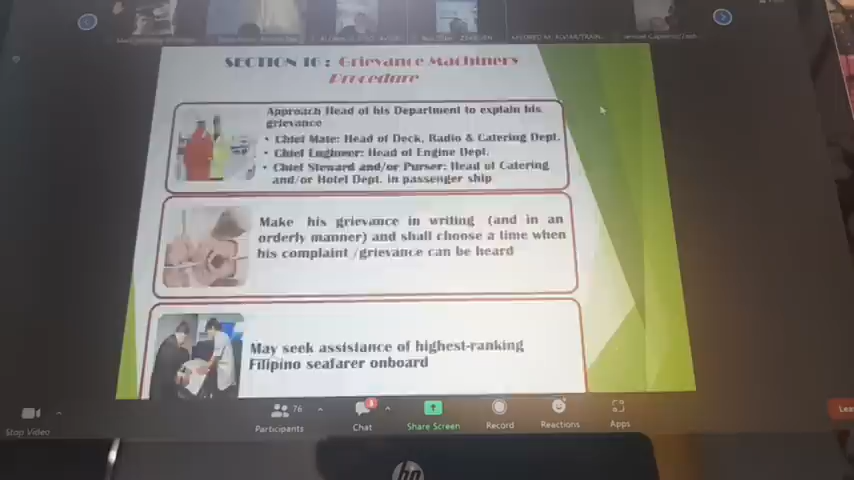 SECTION 16 : Grievance Machinery
Procedure
Approach Head of his Department to explain his
grievance
• Chief Mate: Head of Deck, Radio & Catering Dept.
• Chief Engineer: Head of Engine Dept.
• Chief Steward and/or Purser: Head of Catering
and/or Hotel Dept. in passenger ship
Make his grievance in writing (and in an
orderly manner) and shall choose a time when
his complaint /grievance can be heard
May seek assistance of highest-ranking
Filipino seafarer onboard
Stop Video
76
Participants
Chat
Share Screen
Record
Reactions
Apps
Lea
hp